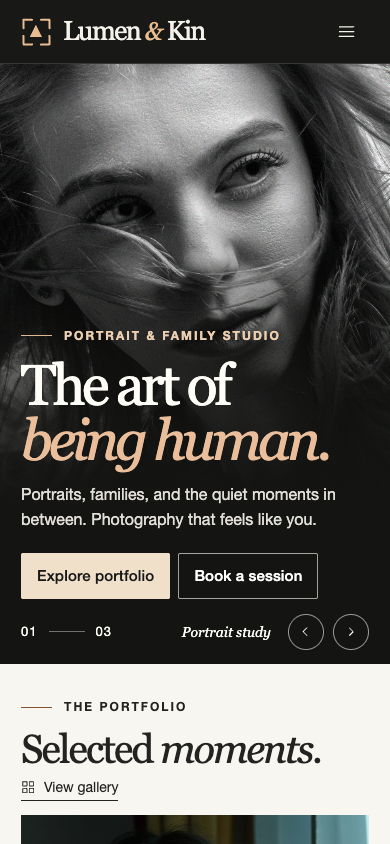 Lumen & Kin
PORTRAIT & FAMILY STUDIO
The art of
being human.
Portraits, families, and the quiet moments in
between. Photography that feels like you.
Explore portfolio
Book a session
01
03
Portrait study
THE PORTFOLIO
Selected moments.
View gallery